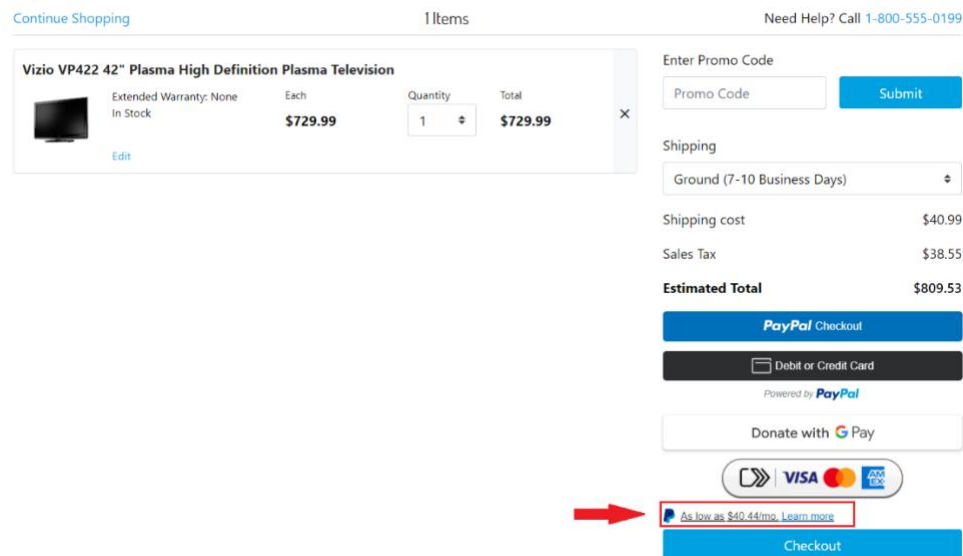 Continue Shopping
1 Items
Need Help? Call 1-800-555-0199
Vizio VP422 42" Plasma High Definition Plasma Television
Extended Warranty: None
In Stock
Edit
Each
$729.99
Quantity
1
Total
$729.99
×
Enter Promo Code
Promo Code
Submit
Shipping
Ground (7-10 Business Days)
Shipping cost $40.99
Sales Tax $38.55
Estimated Total $809.53
PayPal Checkout
Debit or Credit Card
Powered by PayPal
Donate with G Pay
VISA AM EX
As low as $40.44/mo. Learn more
Checkout